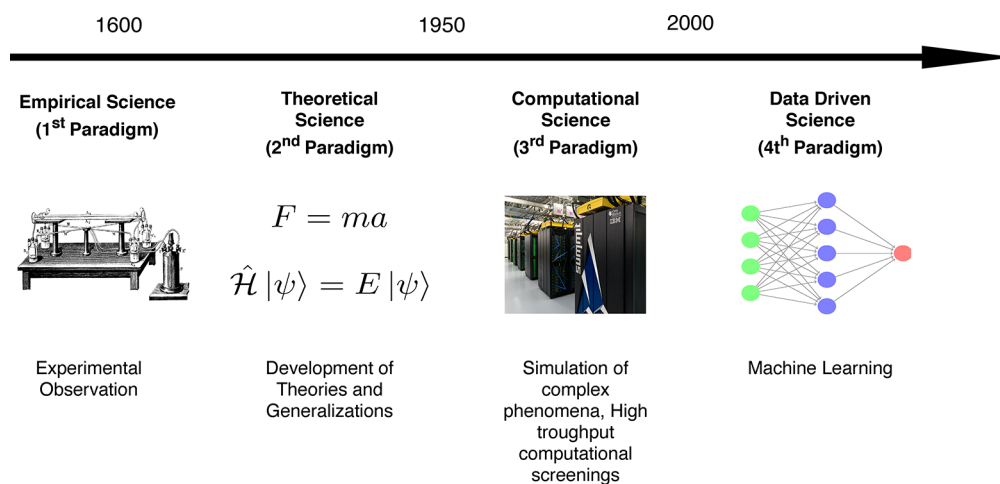 1600
1950
2000
Empirical Science
(1st Paradigm)
Theoretical
Science
(2nd Paradigm)
Computational
Science
(3rd Paradigm)
Data Driven
Science
(4th Paradigm)
F = ma
Ĥ |ψ⟩ = E |ψ⟩
IBM
SUMMIT
Experimental
Observation
Development of
Theories and
Generalizations
Simulation of
complex
phenomena, High
troughput
computational
screenings
Machine Learning